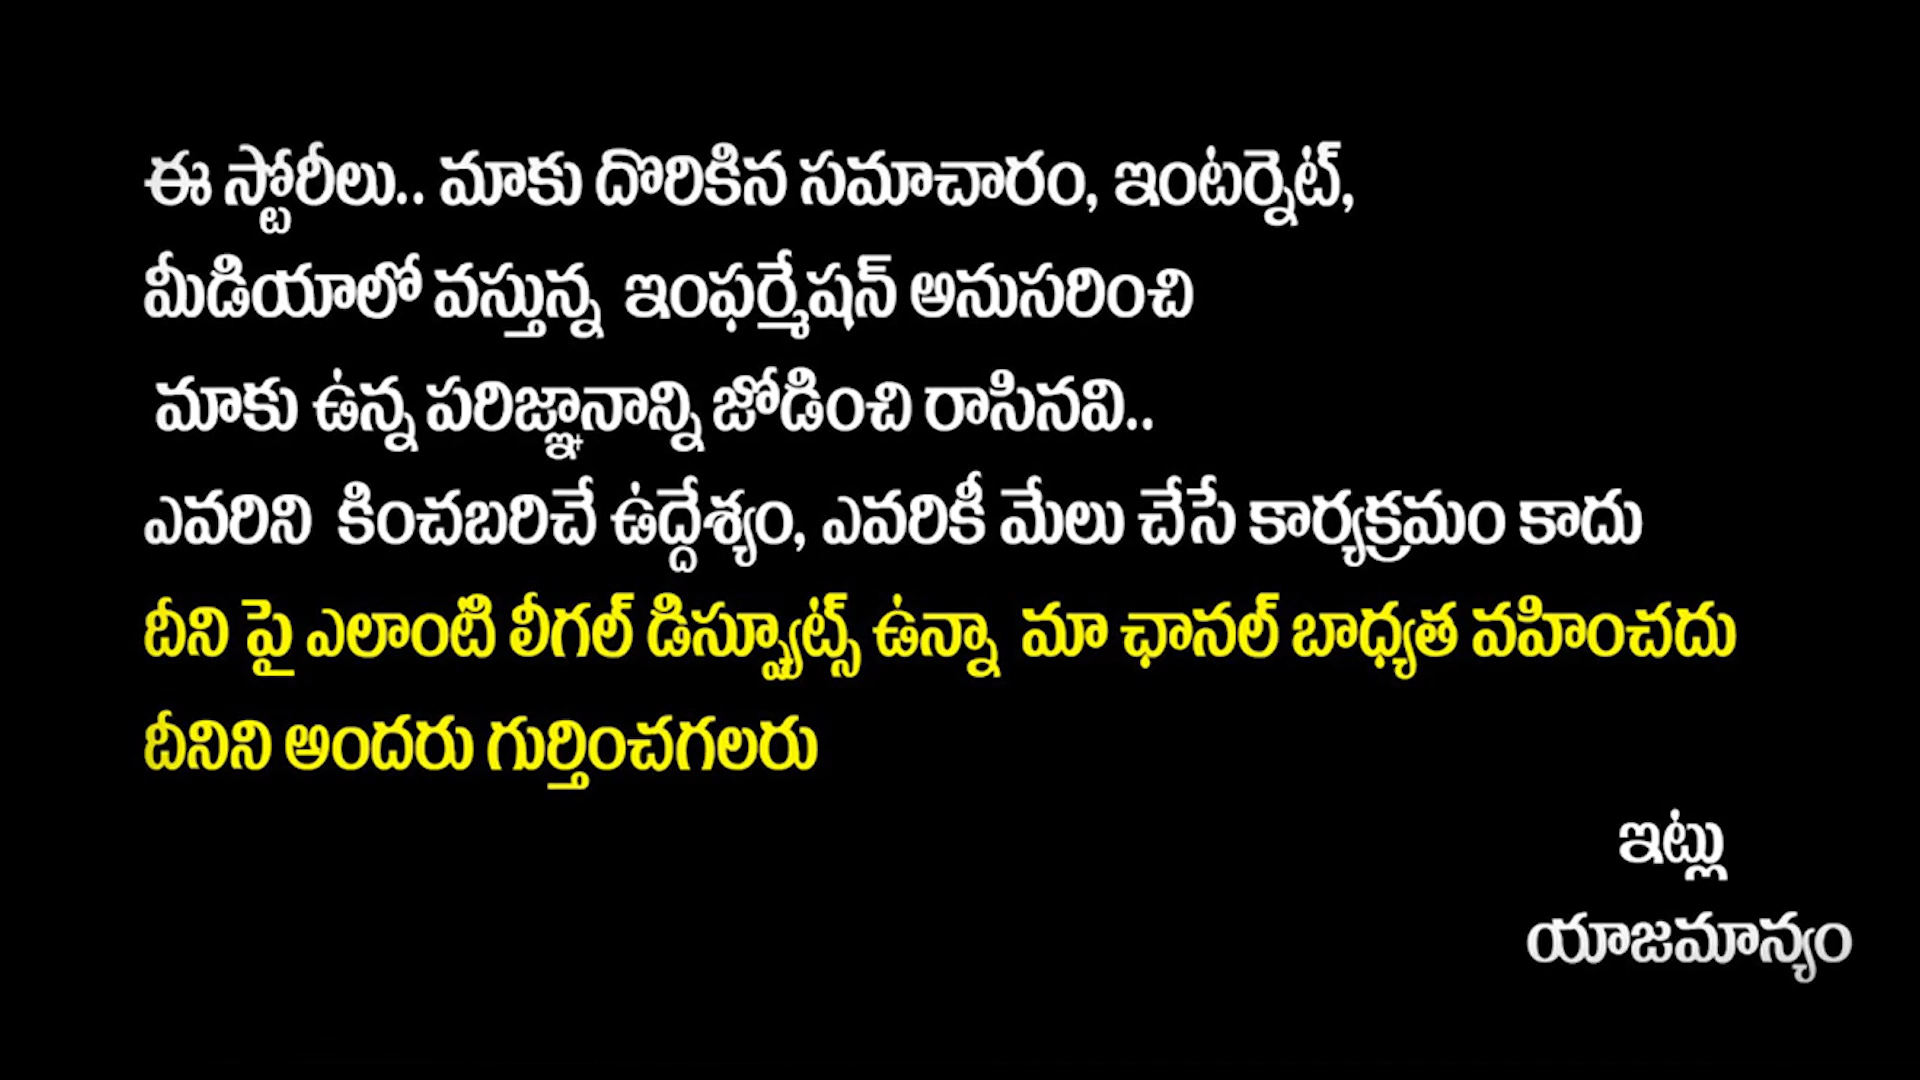 ఈ స్టోరీలు.. మాకు దొరికిన సమాచారం, ఇంటర్నెట్,
మీడియాలో వస్తున్న ఇంఫర్మేషన్ అనుసరించి
మాకు ఉన్న పరిజ్ఞానాన్ని జోడించి రాసినవి..
ఎవరిని కించబరిచే ఉద్దేశ్యం, ఎవరికీ మేలు చేసే కార్యక్రమం కాదు
దీని పై ఎలాంటి లీగల్ డిస్ప్యూట్స్ ఉన్నా మా ఛానల్ బాధ్యత వహించదు
దీనిని అందరు గుర్తించగలరు
ఇట్లు
యాజమాన్యం